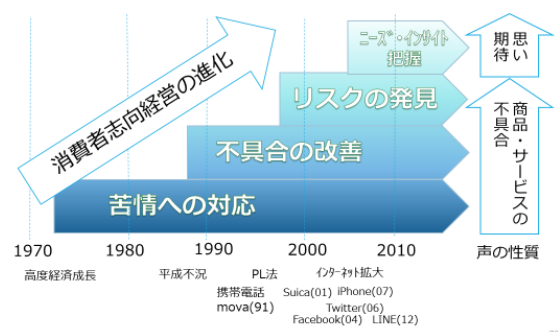 消費者志向経営の進化
ニーズ・インサイト
把握
リスクの発見
不具合の改善
苦情への対応
思い
期待
商品・サービスの
不具合
1970 1980 1990 2000 2010 声の性質
高度経済成長 平成不況 PL法 インターネット拡大
携帯電話 Suica(01) iPhone(07)
mova(91) Twitter(06)
Facebook(04) LINE(12)